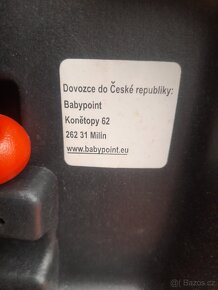 Dovozce do České republiky:
Babypoint
Konětopy 62
262 31 Milín
www.babypoint.eu